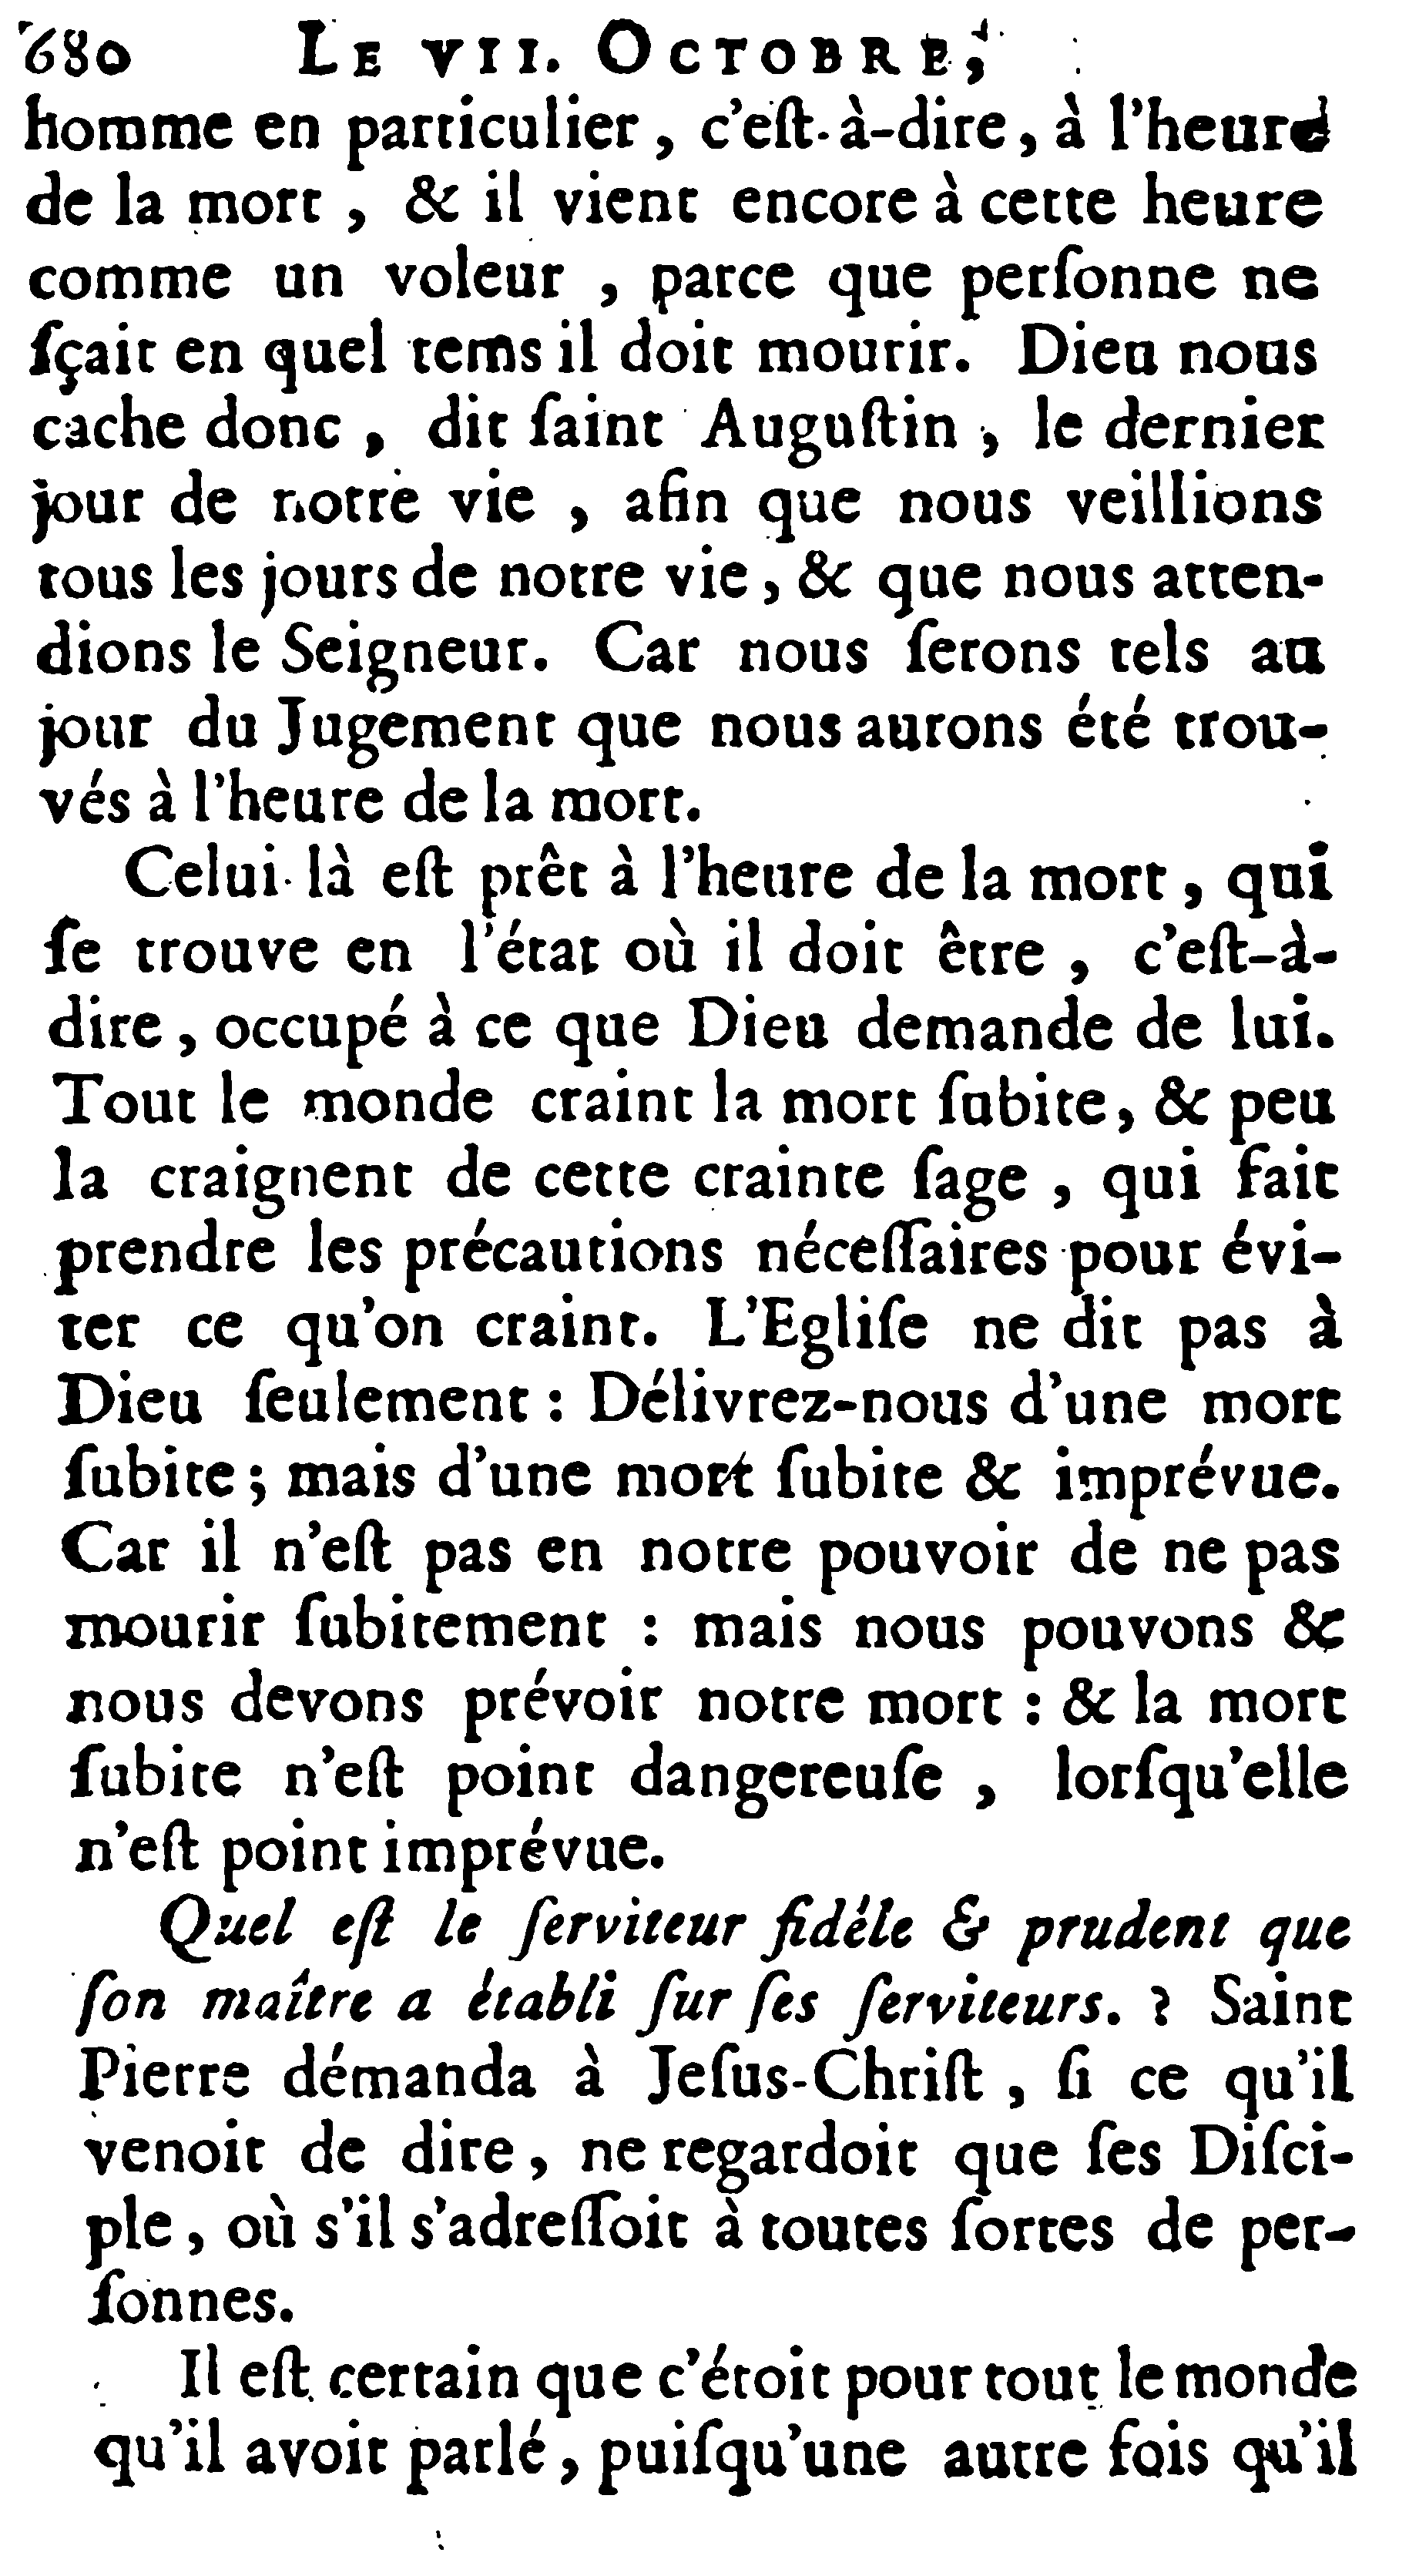 680 LE VII. OCTOBRE,
homme en particulier, c'eſt-à-dire, à l'heure
de la mort, & il vient encore à cette heure
comme un voleur, parce que perſonne ne
ſçait en quel tems il doit mourir. Dieu nous
cache donc, dit ſaint Auguſtin, le dernier
jour de notre vie, afin que nous veillions
tous les jours de notre vie, & que nous atten-
dions le Seigneur. Car nous ſerons tels au
jour du Jugement que nous aurons été trou-
vés à l'heure de la mort.
Celui-là eſt prêt à l'heure de la mort, qui
ſe trouve en l'état où il doit être, c'eſt-à-
dire, occupé à ce que Dieu demande de lui.
Tout le monde craint la mort ſubite, & peu
la craignent de cette crainte ſage, qui fait
prendre les précautions néceſſaires pour évi-
ter ce qu'on craint. L'Egliſe ne dit pas à
Dieu ſeulement : Délivrez-nous d'une mort
ſubite ; mais d'une mort ſubite & imprévue.
Car il n'eſt pas en notre pouvoir de ne pas
mourir ſubitement : mais nous pouvons &
nous devons prévoir notre mort : & la mort
ſubite n'eſt point dangereuſe, lorſqu'elle
n'eſt point imprévue.
Quel eſt le ſerviteur fidéle & prudent que
ſon maître a établi ſur ſes ſerviteurs. ? Saint
Pierre démanda à Jeſus-Chriſt, ſi ce qu'il
venoit de dire, ne regardoit que ſes Diſci-
ple, où s'il s'adreſſoit à toutes ſortes de per-
ſonnes.
Il eſt certain que c'étoit pour tout le monde
qu'il avoit parlé, puiſqu'une autre fois qu'il